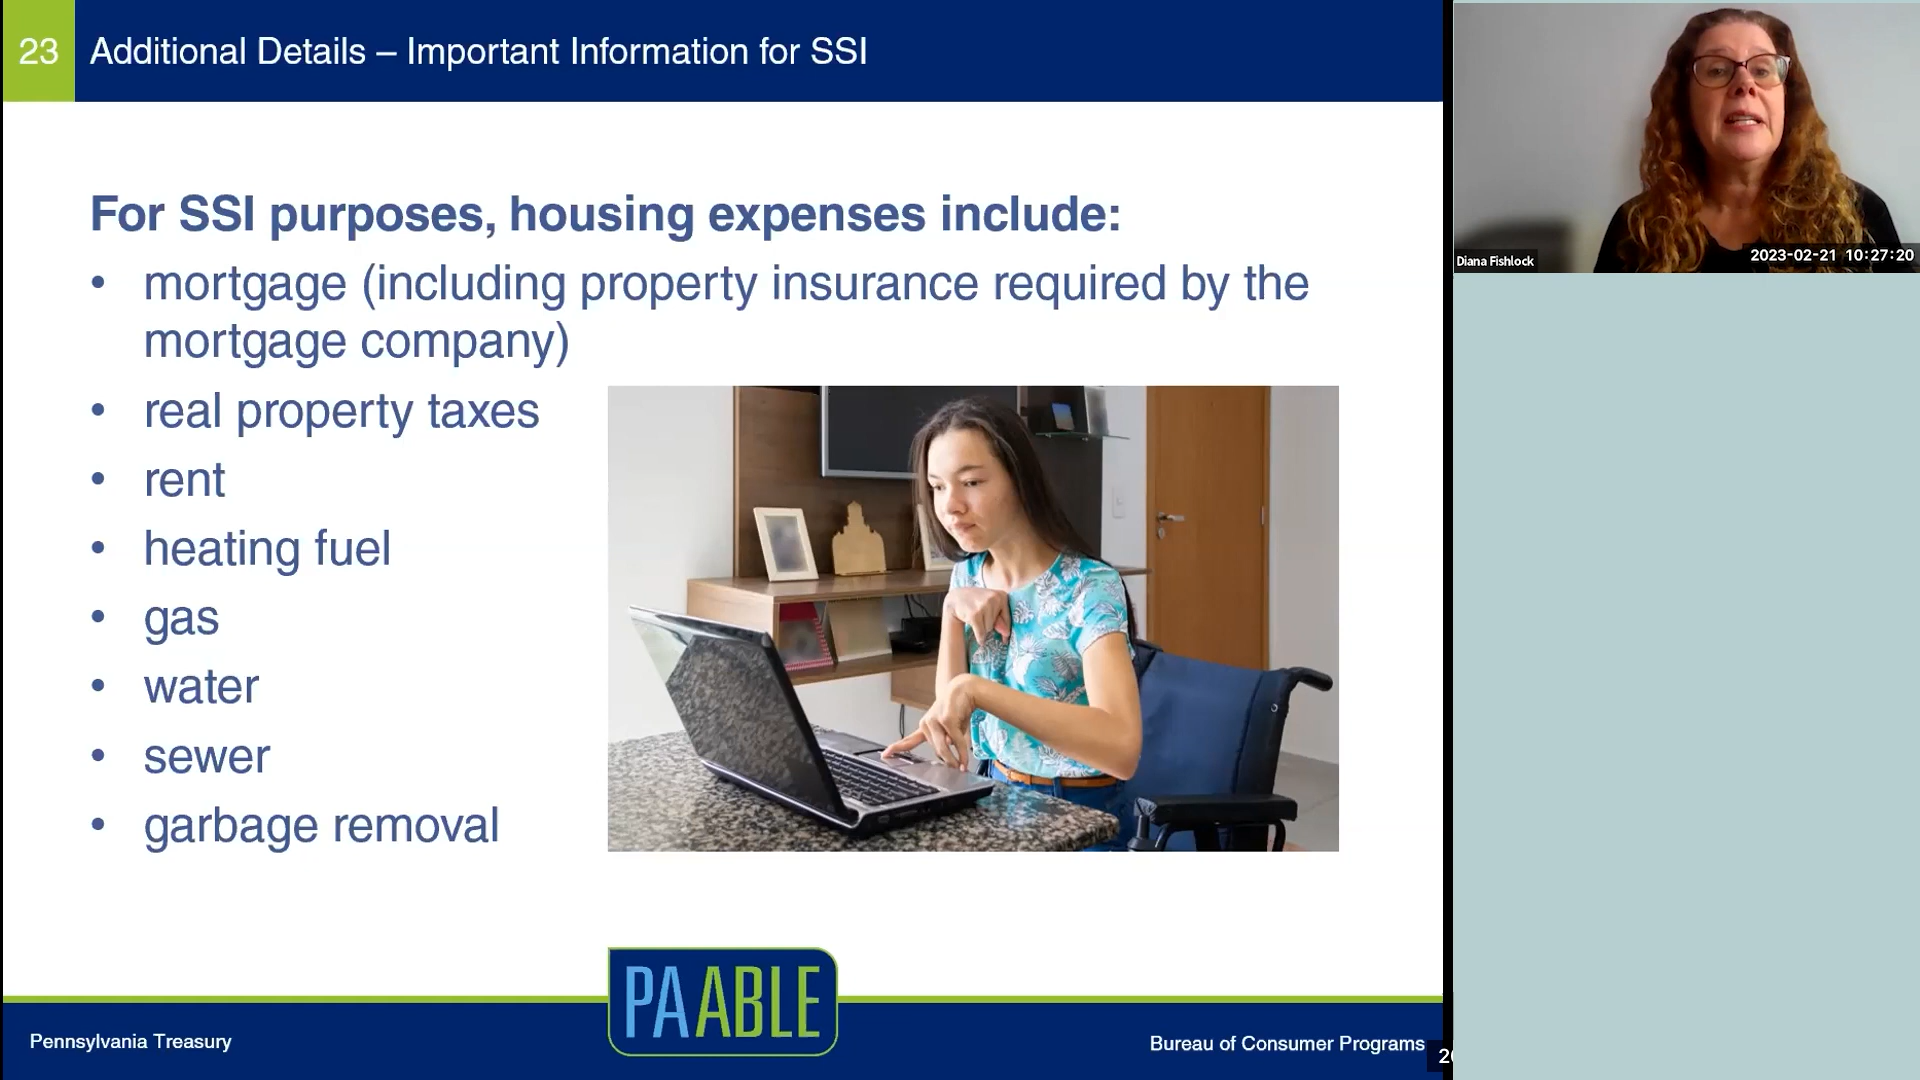 23
Additional Details – Important Information for SSI
For SSI purposes, housing expenses include:
• mortgage (including property insurance required by the
mortgage company)
• real property taxes
• rent
• heating fuel
• gas
• water
• sewer
• garbage removal
PA ABLE
Pennsylvania Treasury
Bureau of Consumer Programs
Diana Fishlock
2023-02-21 10:27:20